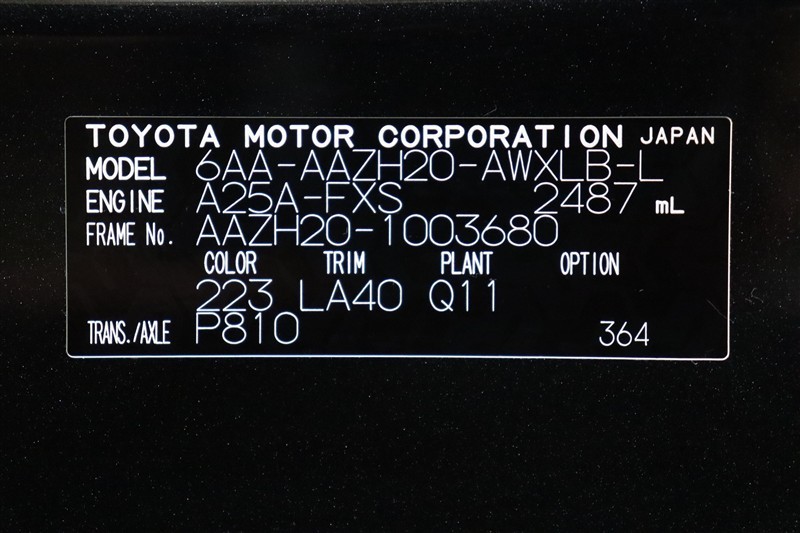 TOYOTA MOTOR CORPORATION JAPAN
MODEL 6AA-AAZH20-AWXLB-L
ENGINE A25A-FXS 2487 mL
FRAME No. AAZH20-1003680
COLOR TRIM PLANT OPTION
223 LA40 Q11
TRANS./AXLE P810 364